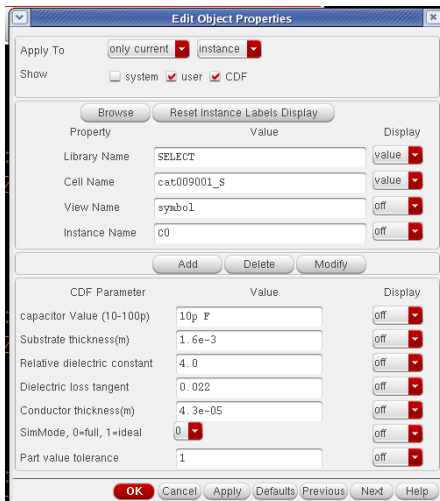 Edit Object Properties
Apply To only current instance
Show system user CDF
Browse Reset Instance Labels Display
Property Value Display
Library Name SELECT value
Cell Name cat009001_S value
View Name symbol off
Instance Name C0 off
Add Delete Modify
CDF Parameter Value Display
capacitor Value (10-100p) 10p F off
Substrate thickness(m) 1.6e-3 off
Relative dielectric constant 4.0 off
Dielectric loss tangent 0.022 off
Conductor thickness(m) 4.3e-05 off
SimMode, 0=full, 1=ideal 0 off
Part value tolerance 1 off
OK Cancel Apply Defaults Previous Next Help